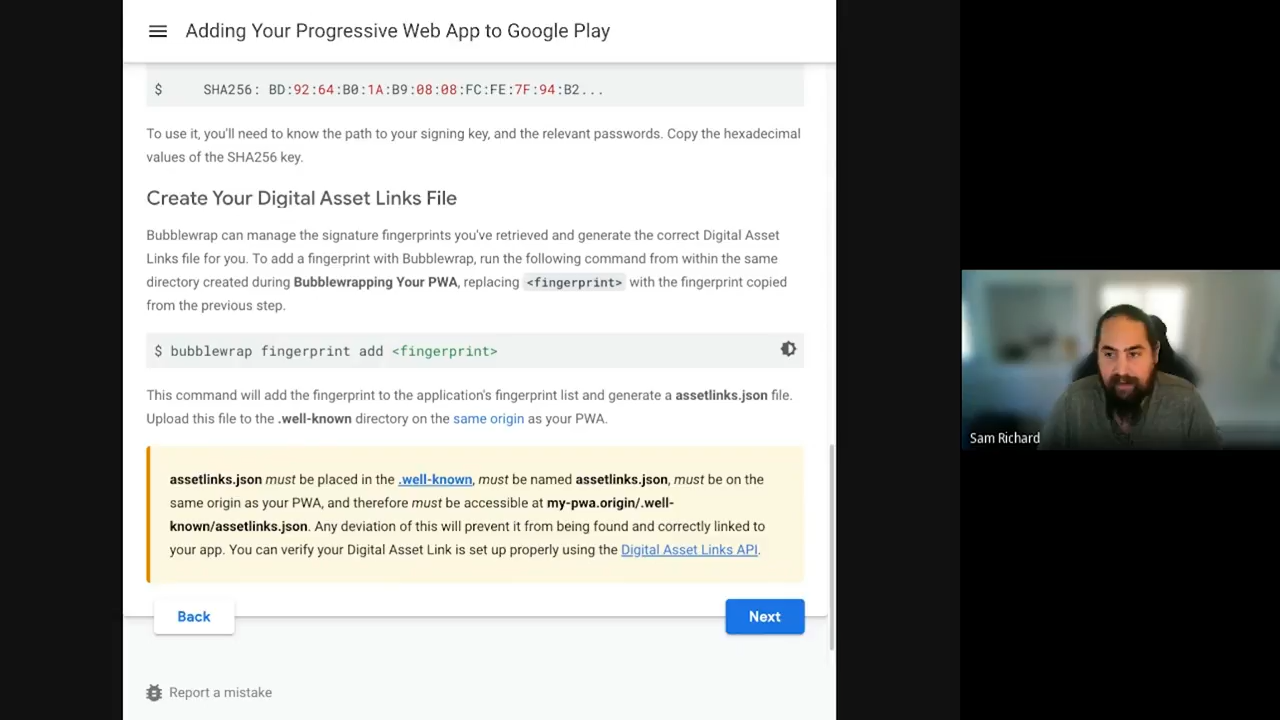 Adding Your Progressive Web App to Google Play
$ SHA256: BD:92:64:B0:1A:B9:08:08:FC:FE:7F:94:B2...
To use it, you'll need to know the path to your signing key, and the relevant passwords. Copy the hexadecimal
values of the SHA256 key.
Create Your Digital Asset Links File
Bubblewrap can manage the signature fingerprints you've retrieved and generate the correct Digital Asset
Links file for you. To add a fingerprint with Bubblewrap, run the following command from within the same
directory created during Bubblewrapping Your PWA, replacing <fingerprint> with the fingerprint copied
from the previous step.
$ bubblewrap fingerprint add <fingerprint>
This command will add the fingerprint to the application's fingerprint list and generate a assetlinks.json file.
Upload this file to the .well-known directory on the same origin as your PWA.
assetlinks.json must be placed in the .well-known, must be named assetlinks.json, must be on the
same origin as your PWA, and therefore must be accessible at my-pwa.origin/.well-
known/assetlinks.json. Any deviation of this will prevent it from being found and correctly linked to
your app. You can verify your Digital Asset Link is set up properly using the Digital Asset Links API.
Back
Next
Report a mistake
Sam Richard